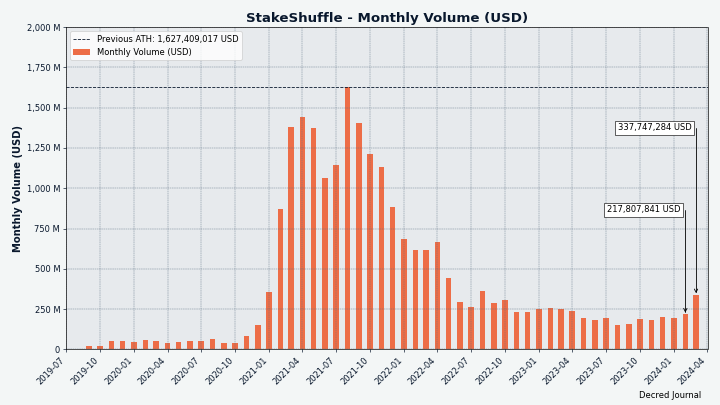 StakeShuffle - Monthly Volume (USD)
2,000 M
1,750 M
1,500 M
1,250 M
1,000 M
750 M
500 M
250 M
0
Monthly Volume (USD)
Previous ATH: 1,627,409,017 USD
Monthly Volume (USD)
337,747,284 USD
217,807,841 USD
2019-07
2019-10
2020-01
2020-04
2020-07
2020-10
2021-01
2021-04
2021-07
2021-10
2022-01
2022-04
2022-07
2022-10
2023-01
2023-04
2023-07
2023-10
2024-01
2024-04
Decred Journal